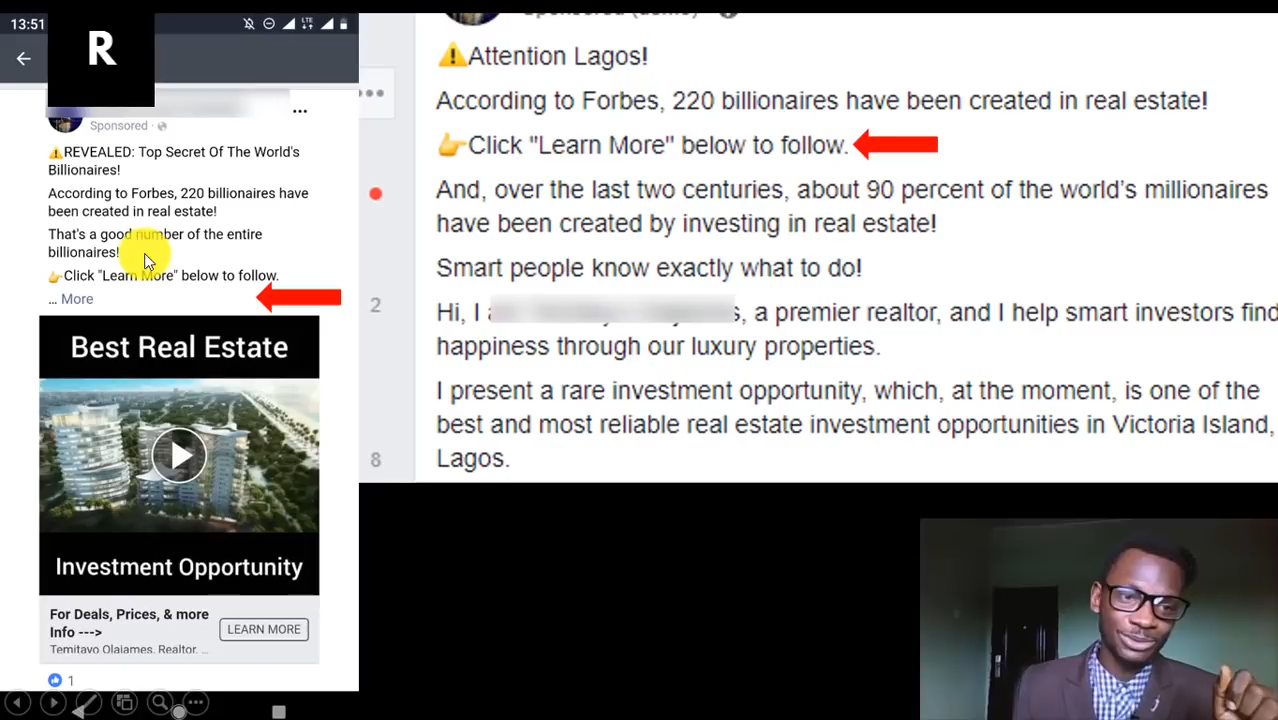 13:51
LTE
R
Sponsored
⚠REVEALED: Top Secret Of The World's
Billionaires!
According to Forbes, 220 billionaires have
been created in real estate!
That's a good number of the entire
billionaires!
👉Click "Learn More" below to follow.
... More
Best Real Estate
Investment Opportunity
For Deals, Prices, & more
Info --->
LEARN MORE
Temitayo Olajames, Realtor, ...
1
2
8
⚠Attention Lagos!
According to Forbes, 220 billionaires have been created in real estate!
👉Click "Learn More" below to follow.
And, over the last two centuries, about 90 percent of the world's millionaires
have been created by investing in real estate!
Smart people know exactly what to do!
Hi, I a s, a premier realtor, and I help smart investors find
happiness through our luxury properties.
I present a rare investment opportunity, which, at the moment, is one of the
best and most reliable real estate investment opportunities in Victoria Island,
Lagos.